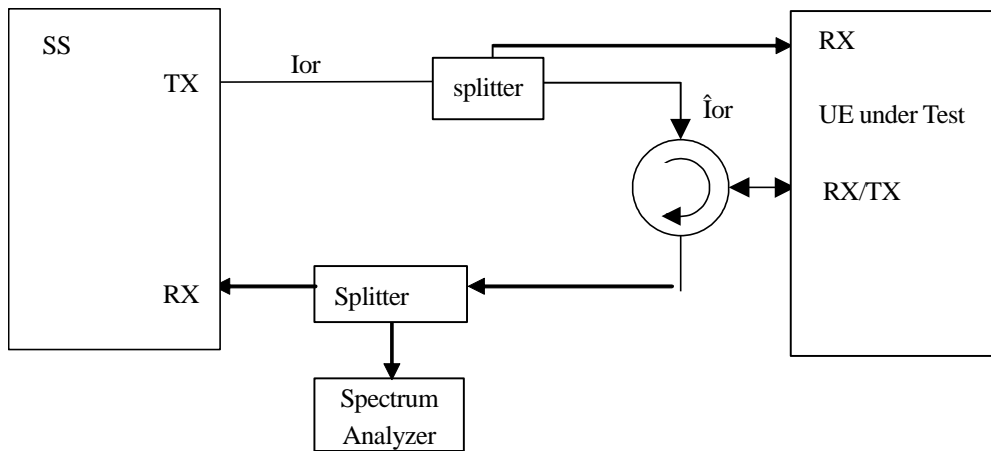 SS
TX
Ior
splitter
Îor
RX
UE under Test
RX/TX
RX
Splitter
Spectrum
Analyzer